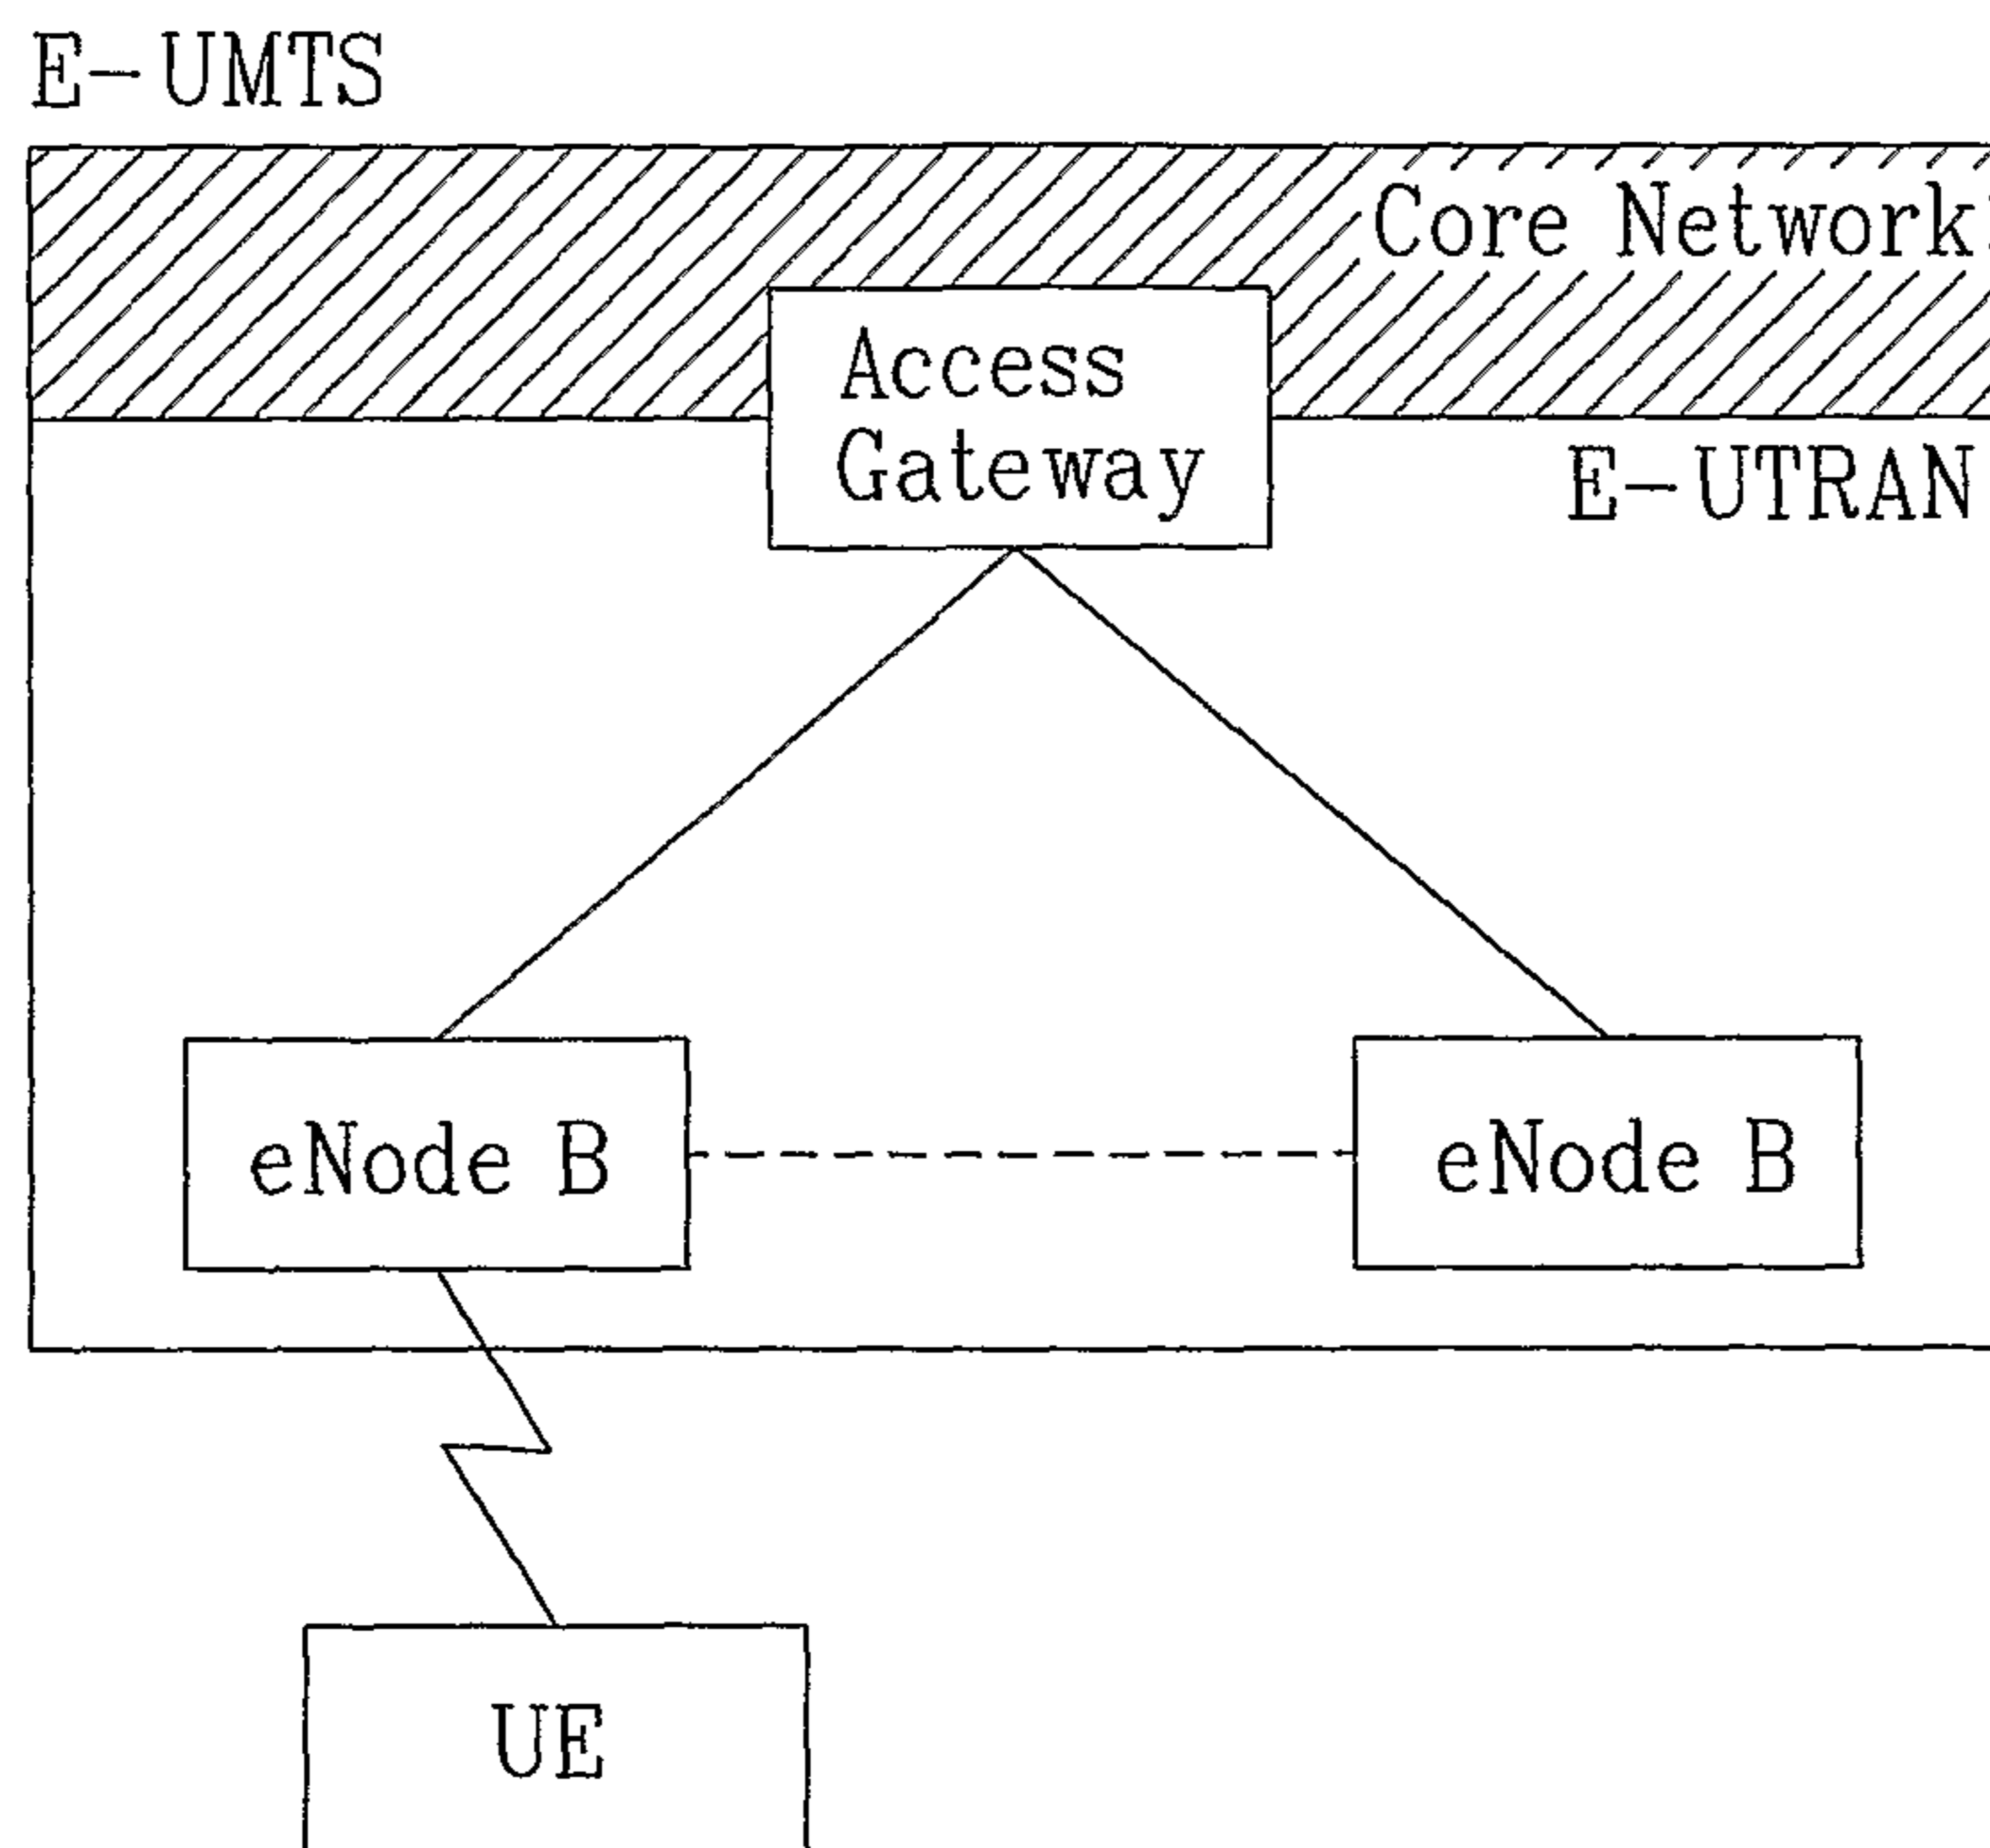 E-UMTS
Core Network
Access
Gateway
E-UTRAN
eNode B
eNode B
UE